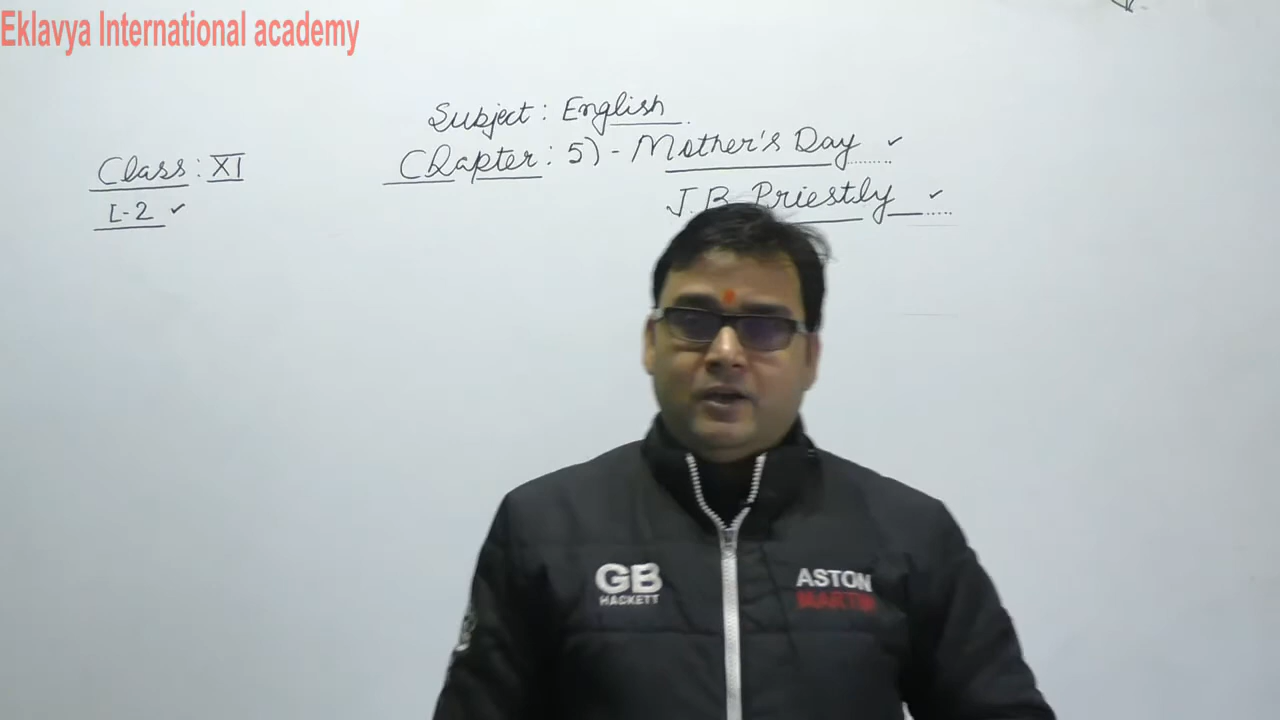 Eklavya International academy
Subject : English
Chapter : 5) - Mother's Day
J.B. Priestly
Class : XI
L-2
GB
HACKETT
ASTON
MARTIN